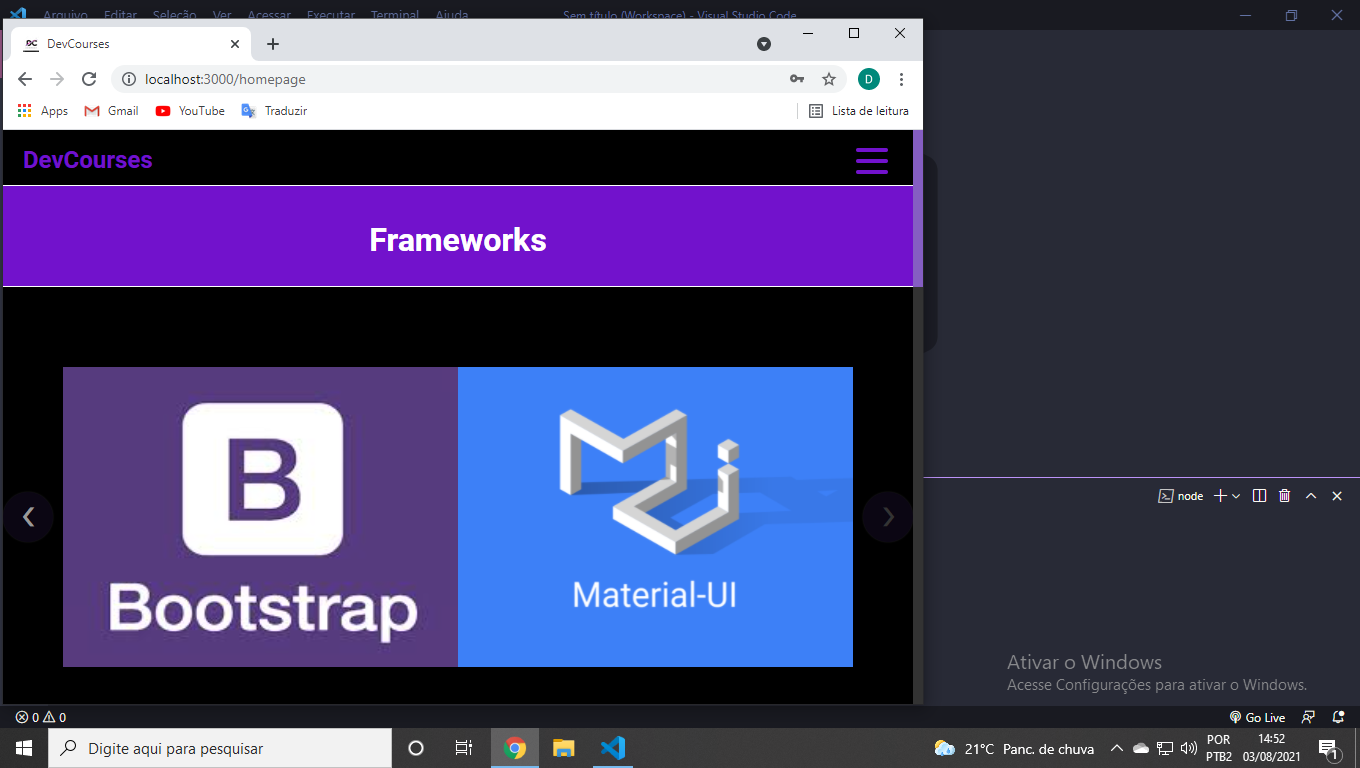 Arquivo Editar Seleção Ver Acessar Executar Terminal Ajuda Sem título (Workspace) - Visual Studio Code
DevCourses
localhost:3000/homepage
D
Apps Gmail YouTube Traduzir Lista de leitura
DevCourses
Frameworks
B
Bootstrap
Material-UI
node
Ativar o Windows
Acesse Configurações para ativar o Windows.
0 0 Go Live
Digite aqui para pesquisar
21°C Panc. de chuva
POR
PTB2
14:52
03/08/2021
1